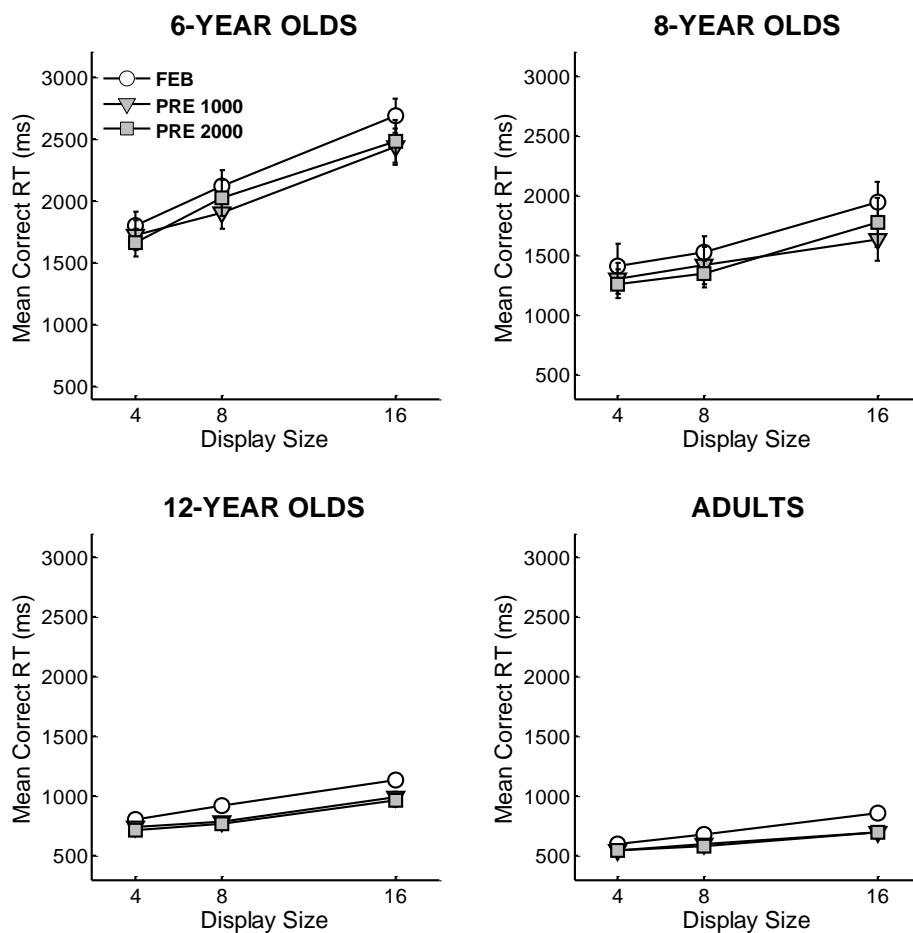 6-YEAR OLDS
3000
2500
2000
1500
1000
500
Mean Correct RT (ms)
FEB
PRE 1000
PRE 2000
4 8 16
Display Size
8-YEAR OLDS
3000
2500
2000
1500
1000
500
Mean Correct RT (ms)
4 8 16
Display Size
12-YEAR OLDS
3000
2500
2000
1500
1000
500
Mean Correct RT (ms)
4 8 16
Display Size
ADULTS
3000
2500
2000
1500
1000
500
Mean Correct RT (ms)
4 8 16
Display Size